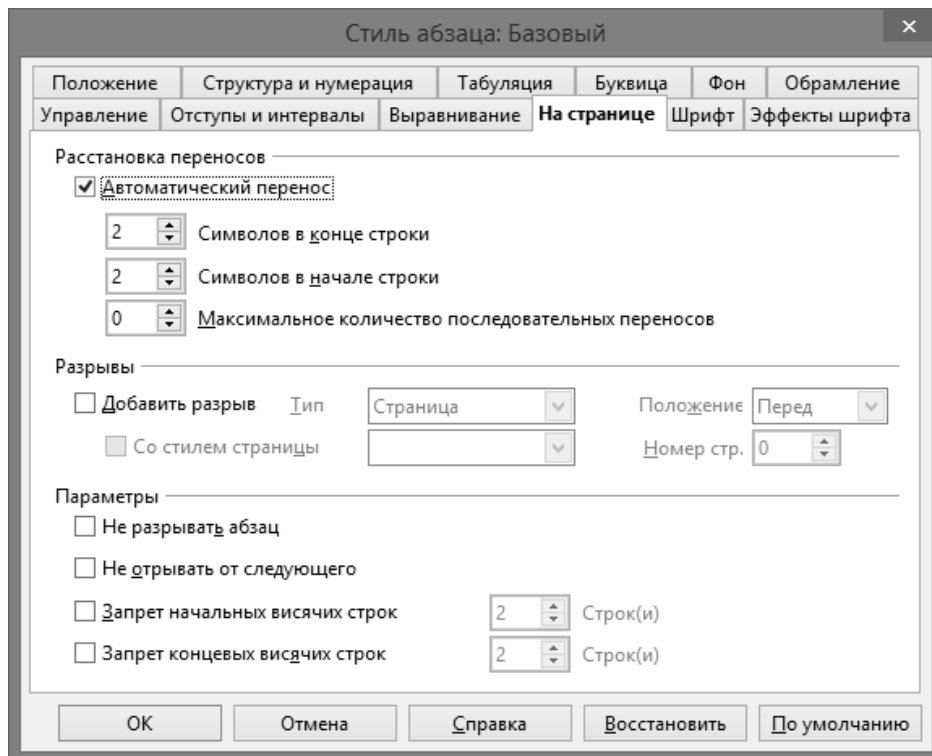 Стиль абзаца: Базовый
Положение Структура и нумерация Табуляция Буквица Фон Обрамление
Управление Отступы и интервалы Выравнивание На странице Шрифт Эффекты шрифта
Расстановка переносов
Автоматический перенос
2 Символов в конце строки
2 Символов в начале строки
0 Максимальное количество последовательных переносов
Разрывы
Добавить разрыв Тип Страница Положение Перед
Со стилем страницы Номер стр. 0
Параметры
Не разрывать абзац
Не отрывать от следующего
Запрет начальных висячих строк 2 Строк(и)
Запрет концевых висячих строк 2 Строк(и)
ОК Отмена Справка Восстановить По умолчанию